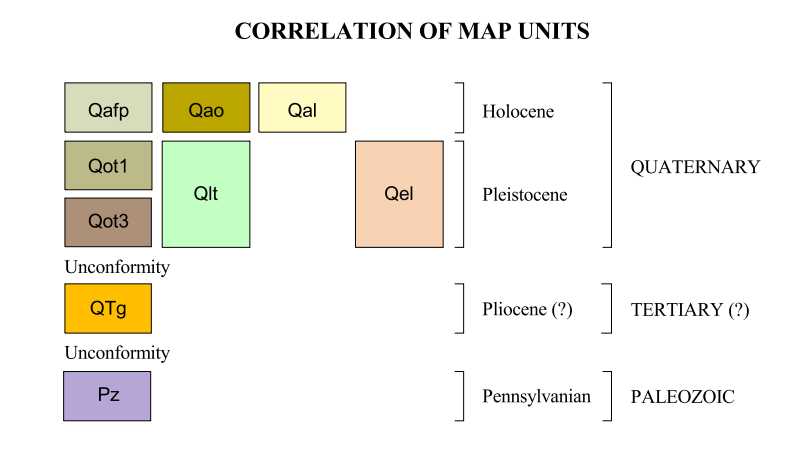 CORRELATION OF MAP UNITS
Qafp
Qao
Qal
Holocene
Qot1
Qlt
Qel
Pleistocene
QUATERNARY
Qot3
Unconformity
QTg
Pliocene (?)
TERTIARY (?)
Unconformity
Pz
Pennsylvanian
PALEOZOIC